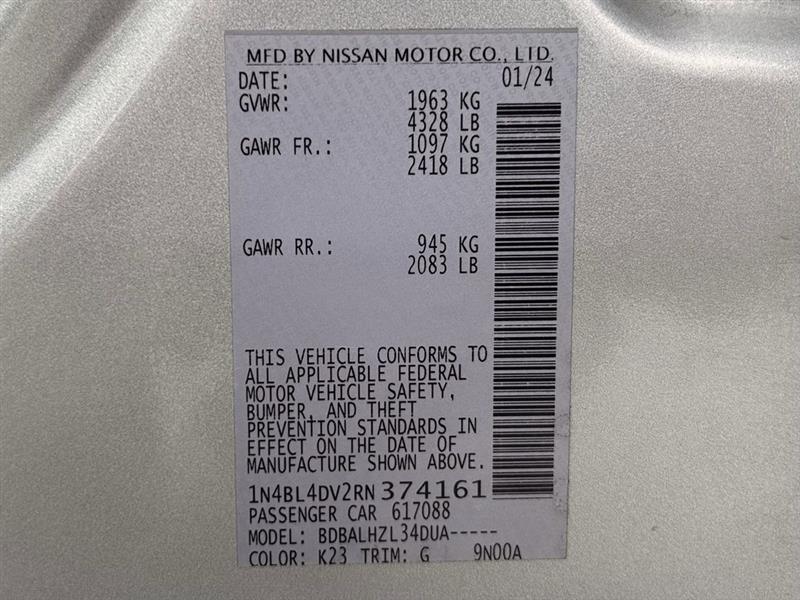 MFD BY NISSAN MOTOR CO., LTD.
DATE: 01/24
GVWR: 1963 KG
4328 LB
GAWR FR.: 1097 KG
2418 LB
GAWR RR.: 945 KG
2083 LB
THIS VEHICLE CONFORMS TO
ALL APPLICABLE FEDERAL
MOTOR VEHICLE SAFETY,
BUMPER, AND THEFT
PREVENTION STANDARDS IN
EFFECT ON THE DATE OF
MANUFACTURE SHOWN ABOVE.
1N4BL4DV2RN 374161
PASSENGER CAR 617088
MODEL: BDBALHZL34DUA-----
COLOR: K23 TRIM: G 9N00A